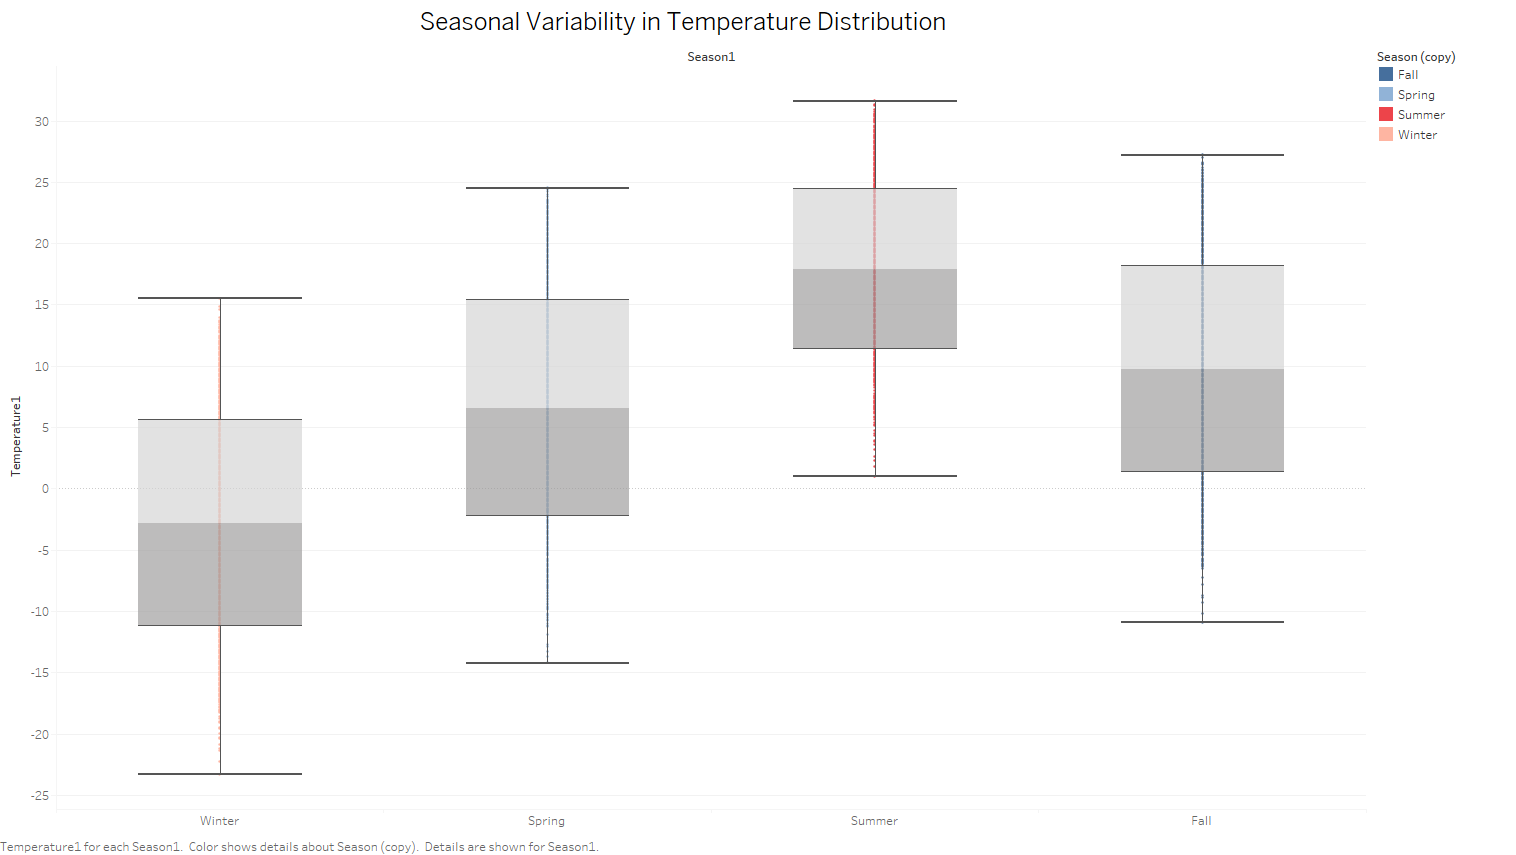 Seasonal Variability in Temperature Distribution
Season1
Season (copy)
Fall
Spring
Summer
Winter
Temperature1
30
25
20
15
10
5
0
-5
-10
-15
-20
-25
Winter
Spring
Summer
Fall
Temperature1 for each Season1.  Color shows details about Season (copy).  Details are shown for Season1.